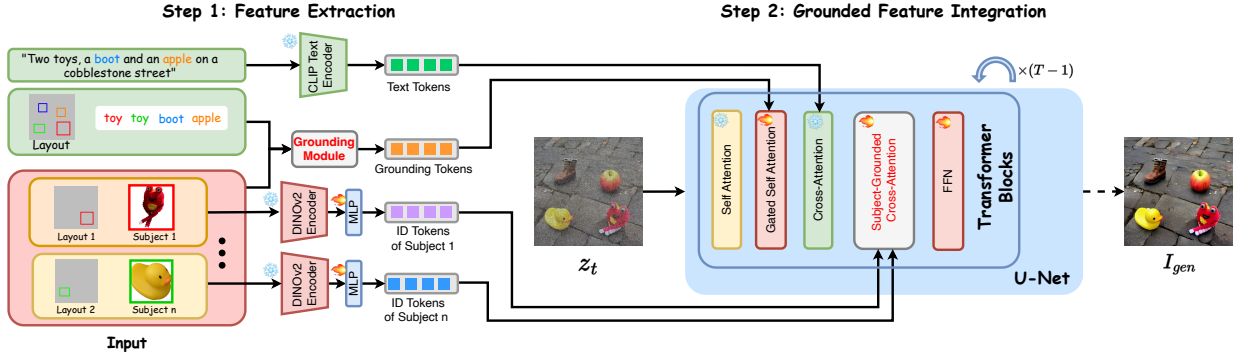 Step 1: Feature Extraction
Step 2: Grounded Feature Integration
"Two toys, a boot and an apple on a
cobblestone street"
CLIP Text
Encoder
Text Tokens
Layout
toy toy boot apple
Grounding
Module
Grounding Tokens
Layout 1
Subject 1
DINOv2
Encoder
MLP
ID Tokens
of Subject 1
Layout 2
Subject n
DINOv2
Encoder
MLP
ID Tokens
of Subject n
Input
z_t
Self Attention
Gated Self Attention
Cross-Attention
Subject-Grounded
Cross-Attention
FFN
Transformer
Blocks
×(T − 1)
U-Net
I_{gen}